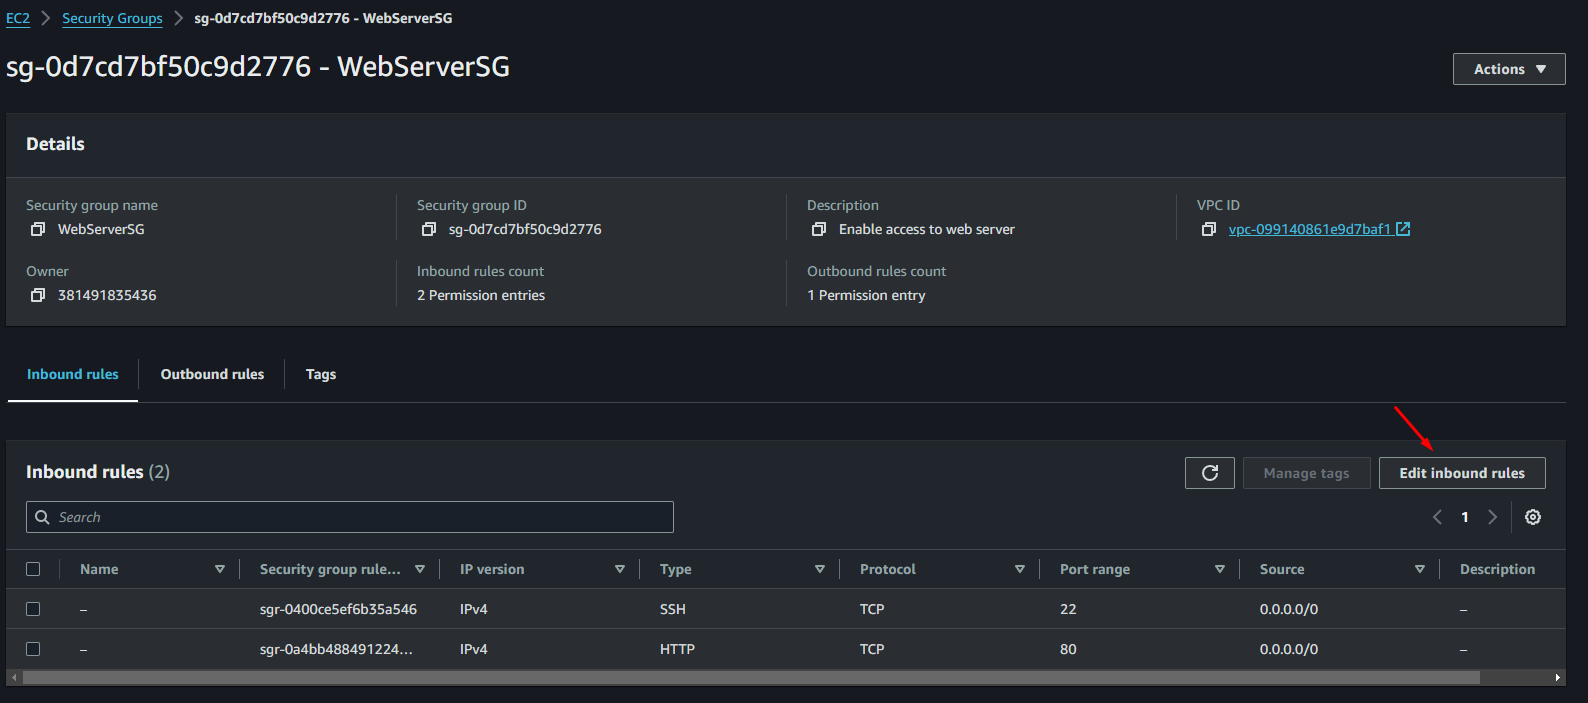 EC2 > Security Groups > sg-0d7cd7bf50c9d2776 - WebServerSG
sg-0d7cd7bf50c9d2776 - WebServerSG
Actions
Details
Security group name
WebServerSG
Security group ID
sg-0d7cd7bf50c9d2776
Description
Enable access to web server
VPC ID
vpc-099140861e9d7baf1
Owner
381491835436
Inbound rules count
2 Permission entries
Outbound rules count
1 Permission entry
Inbound rules Outbound rules Tags
Inbound rules (2)
Manage tags Edit inbound rules
Search
1
Name Security group rule... IP version Type Protocol Port range Source Description
– sgr-0400ce5ef6b35a546 IPv4 SSH TCP 22 0.0.0.0/0 –
– sgr-0a4bb488491224... IPv4 HTTP TCP 80 0.0.0.0/0 –